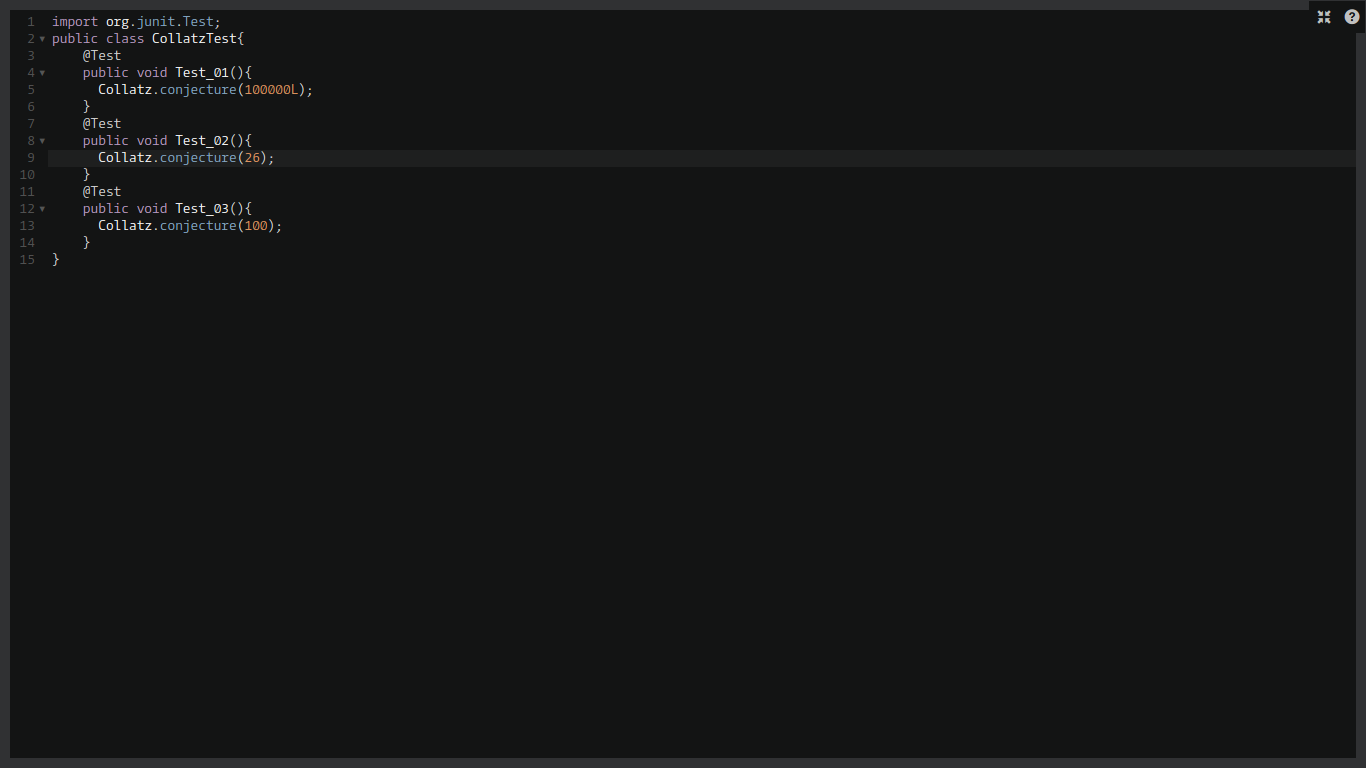 1 import org.junit.Test;
2 public class CollatzTest{
3     @Test
4     public void Test_01(){
5       Collatz.conjecture(100000L);
6     }
7     @Test
8     public void Test_02(){
9       Collatz.conjecture(26);
10     }
11     @Test
12     public void Test_03(){
13       Collatz.conjecture(100);
14     }
15 }